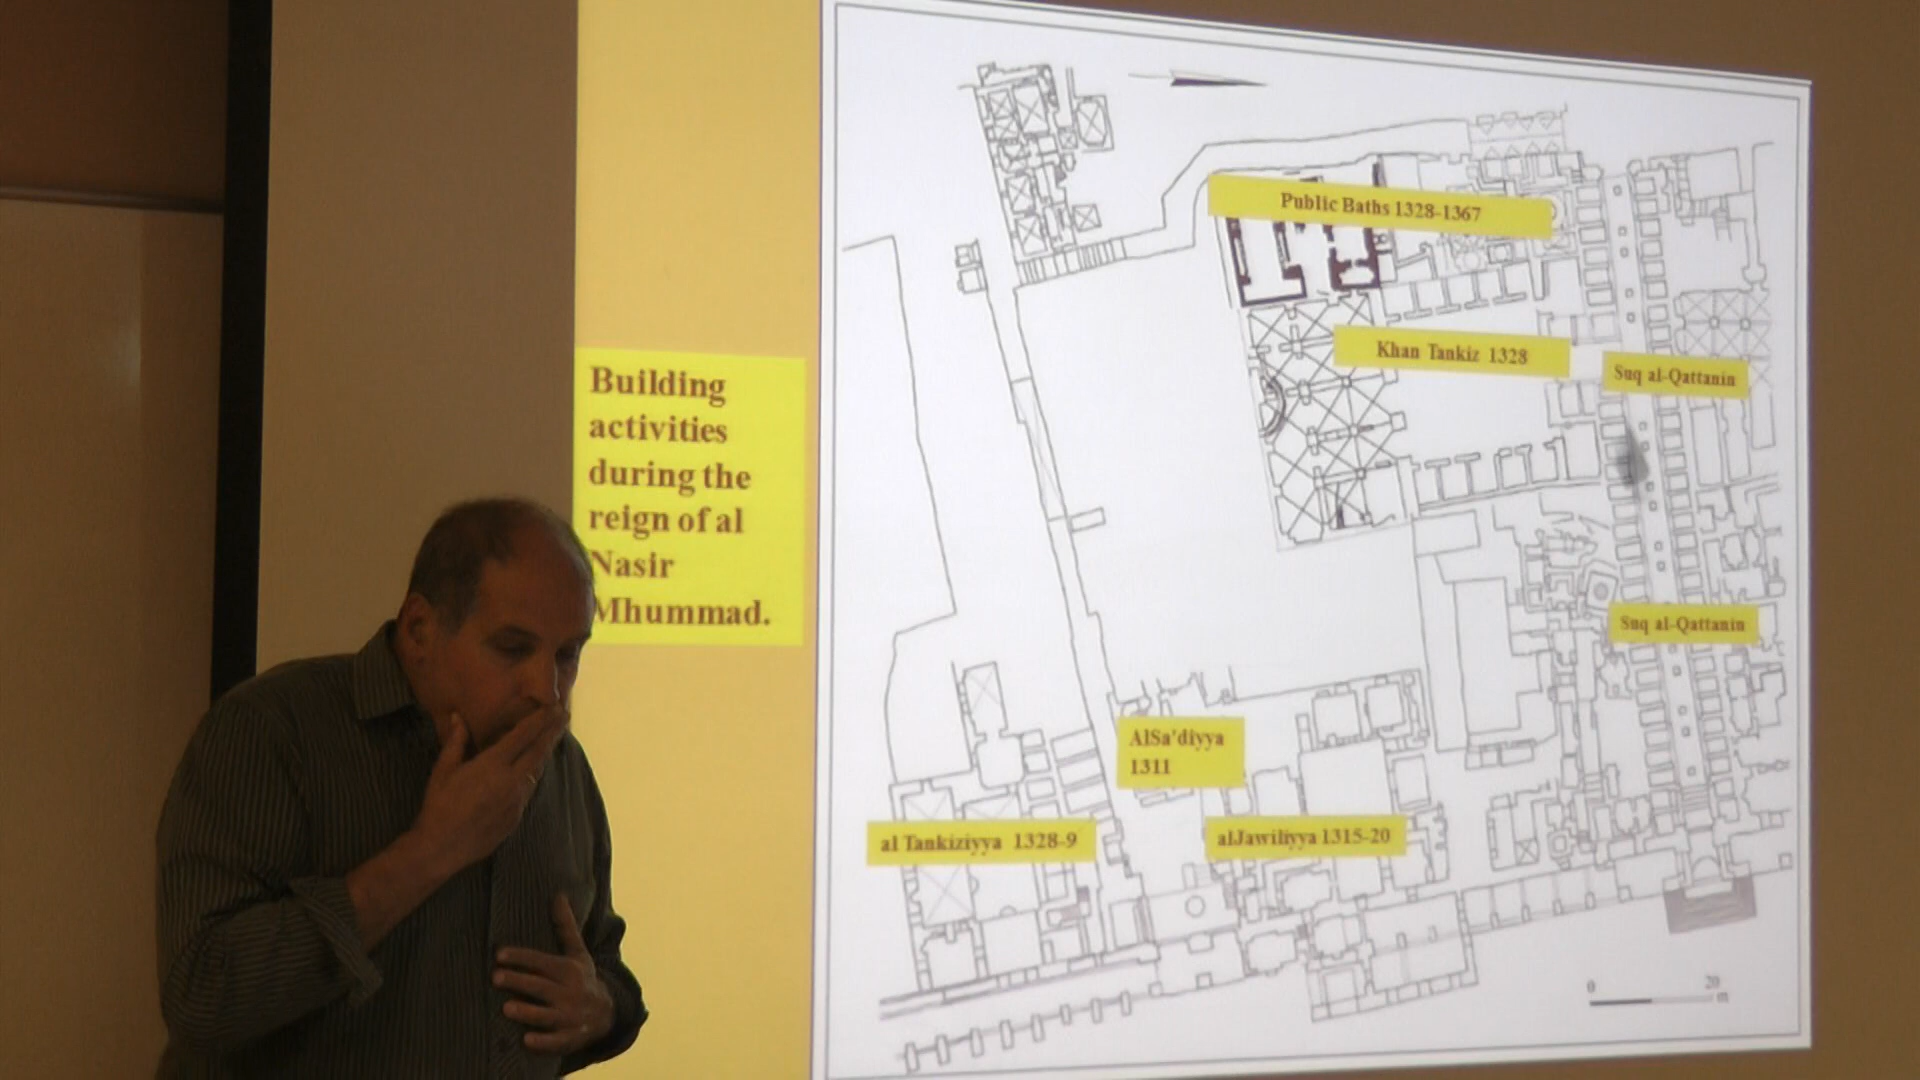 Building
activities
during the
reign of al
Nasir
Mhummad.
Public Baths 1328-1367
Khan Tankiz 1328
Suq al-Qattanin
Suq al-Qattanin
AlSa'diyya
1311
al Tankiziyya 1328-9
alJawiliyya 1315-20
0 20
m